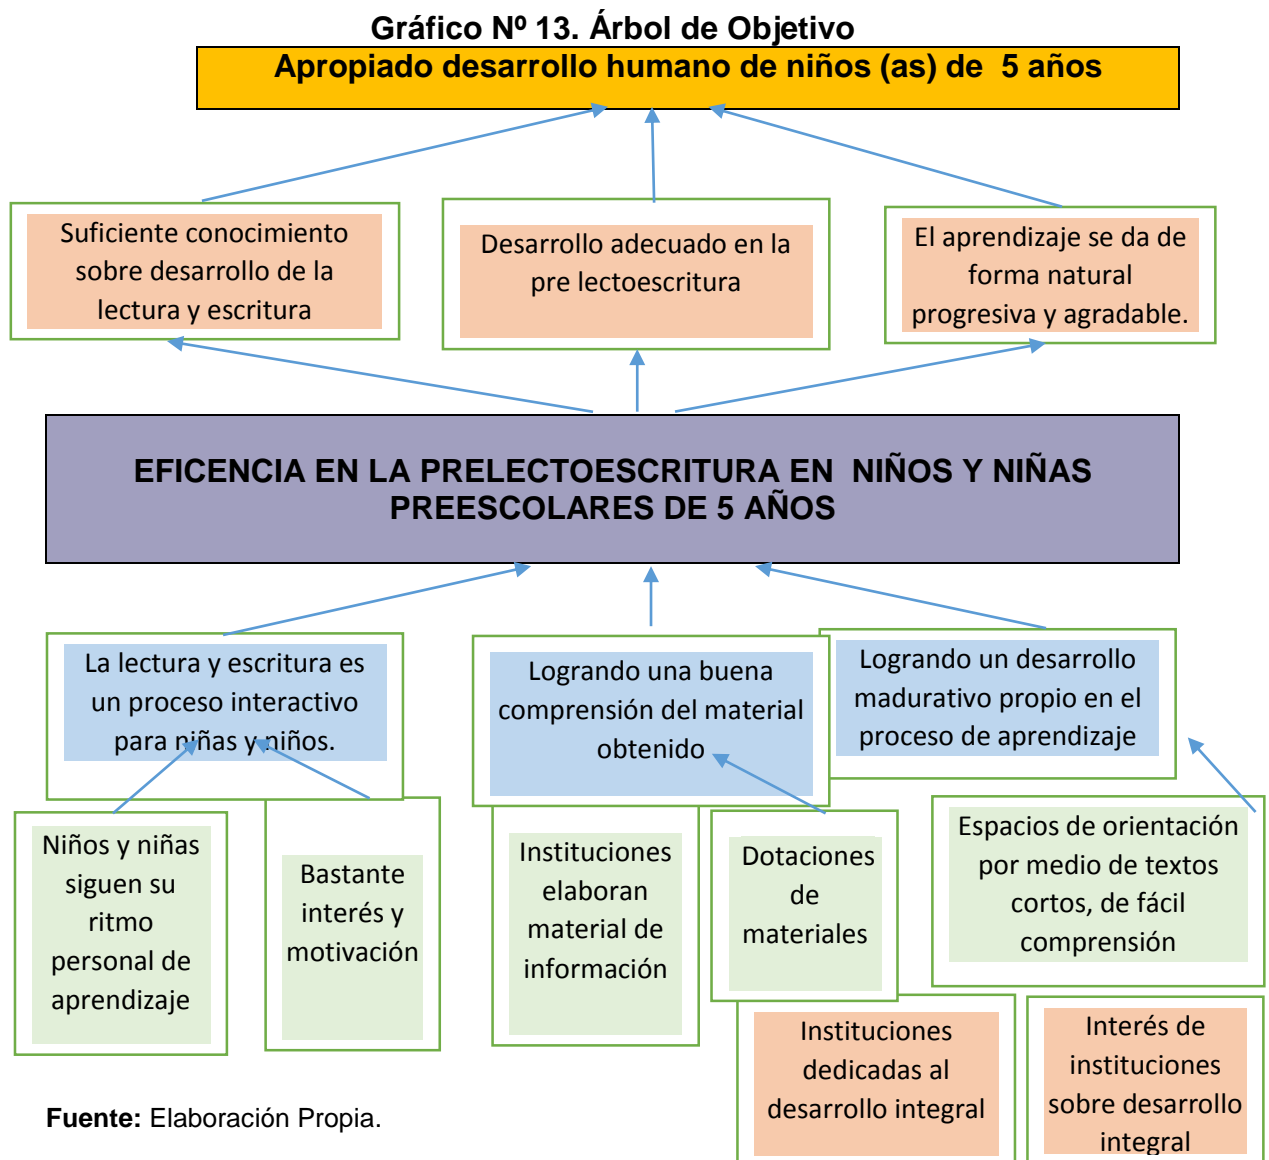 Gráfico Nº 13. Árbol de Objetivo
Apropiado desarrollo humano de niños (as) de 5 años
Suficiente conocimiento
sobre desarrollo de la
lectura y escritura
Desarrollo adecuado en la
pre lectoescritura
El aprendizaje se da de
forma natural
progresiva y agradable.
EFICENCIA EN LA PRELECTOESCRITURA EN NIÑOS Y NIÑAS
PREESCOLARES DE 5 AÑOS
La lectura y escritura es
un proceso interactivo
para niñas y niños.
Logrando una buena
comprensión del material
obtenido
Logrando un desarrollo
madurativo propio en el
proceso de aprendizaje
Niños y niñas
siguen su
ritmo
personal de
aprendizaje
Bastante
interés y
motivación
Instituciones
elaboran
material de
información
Dotaciones
de
materiales
Espacios de orientación
por medio de textos
cortos, de fácil
comprensión
Instituciones
dedicadas al
desarrollo integral
Interés de
instituciones
sobre desarrollo
integral
Fuente: Elaboración Propia.